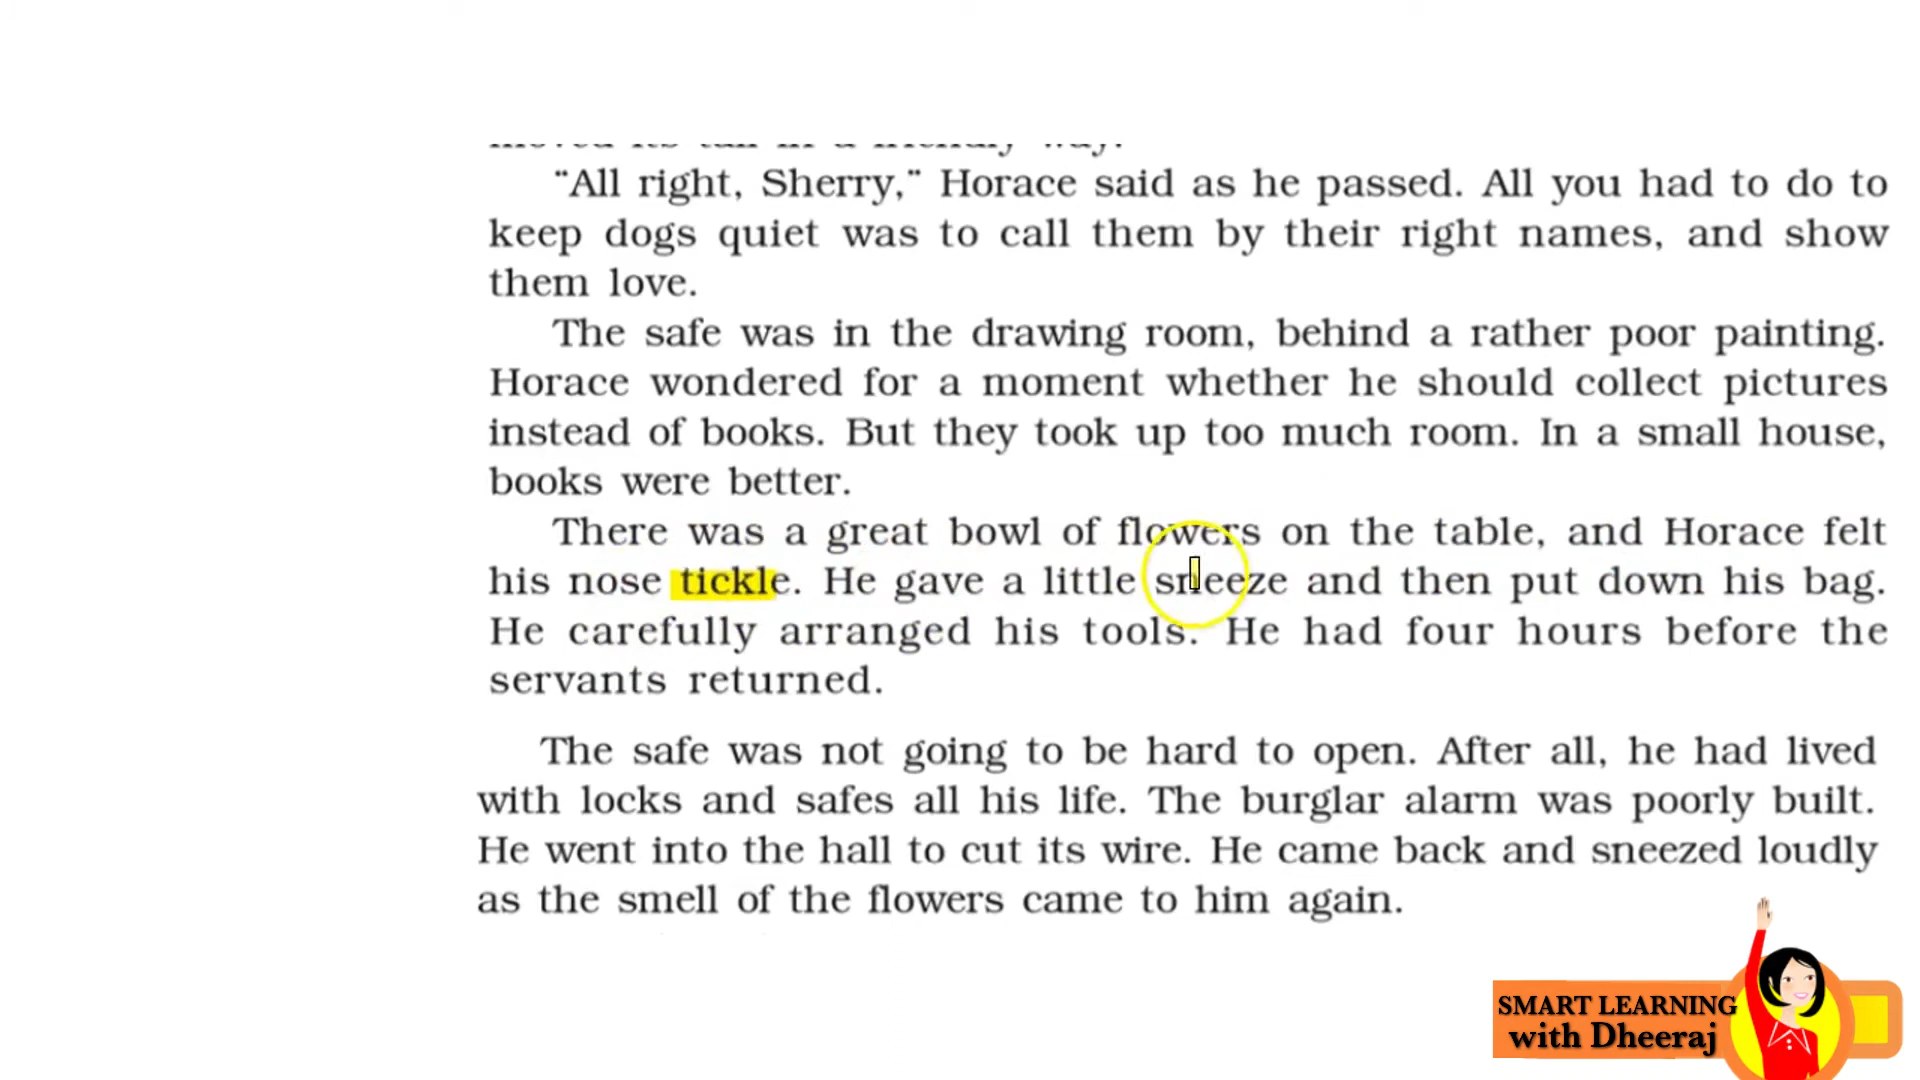 moved its tail in a friendly way.
“All right, Sherry,” Horace said as he passed. All you had to do to
keep dogs quiet was to call them by their right names, and show
them love.
The safe was in the drawing room, behind a rather poor painting.
Horace wondered for a moment whether he should collect pictures
instead of books. But they took up too much room. In a small house,
books were better.
There was a great bowl of flowers on the table, and Horace felt
his nose tickle. He gave a little sneeze and then put down his bag.
He carefully arranged his tools. He had four hours before the
servants returned.
The safe was not going to be hard to open. After all, he had lived
with locks and safes all his life. The burglar alarm was poorly built.
He went into the hall to cut its wire. He came back and sneezed loudly
as the smell of the flowers came to him again.
SMART LEARNING
with Dheeraj